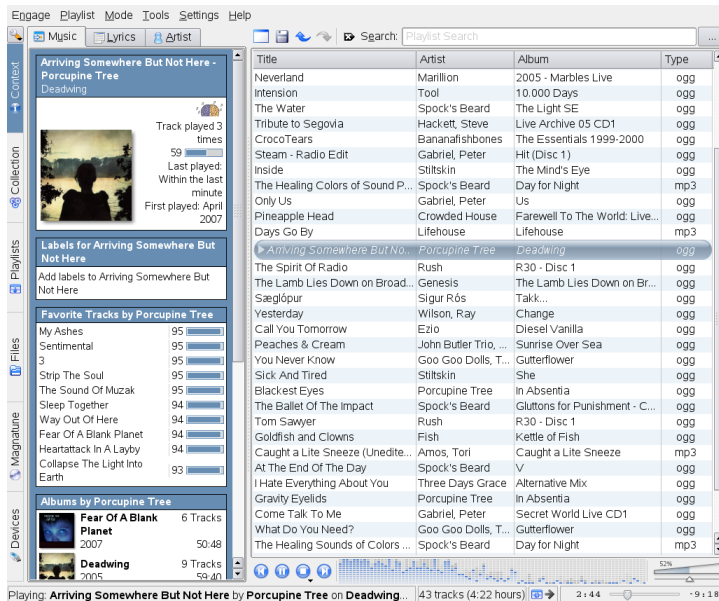 Engage Playlist Mode Tools Settings Help
Music Lyrics Artist
Search: Playlist Search ...
Context
Collection
Playlists
Files
Magnatune
Devices
Arriving Somewhere But Not Here -
Porcupine Tree
Deadwing
Track played 3
times
59
Last played:
Within the last
minute
First played: April
2007
Labels for Arriving Somewhere But
Not Here
Add labels to Arriving Somewhere But
Not Here
Favorite Tracks by Porcupine Tree
My Ashes 95
Sentimental 95
3 95
Strip The Soul 95
The Sound Of Muzak 95
Sleep Together 94
Way Out Of Here 94
Fear Of A Blank Planet 94
Heartattack In A Layby 94
Collapse The Light Into
Earth 93
Albums by Porcupine Tree
Fear Of A Blank 6 Tracks
Planet
2007 50:48
Deadwing 9 Tracks
2005 59:40
Title Artist Album Type
Neverland Marillion 2005 - Marbles Live ogg
Intension Tool 10.000 Days ogg
The Water Spock's Beard The Light SE ogg
Tribute to Segovia Hackett, Steve Live Archive 05 CD1 ogg
CrocoTears Bananafishbones The Essentials 1999-2000 ogg
Steam - Radio Edit Gabriel, Peter Hit (Disc 1) ogg
Inside Stiltskin The Mind's Eye ogg
The Healing Colors of Sound P... Spock's Beard Day for Night mp3
Only Us Gabriel, Peter Us ogg
Pineapple Head Crowded House Farewell To The World: Live... ogg
Days Go By Lifehouse Lifehouse mp3
Arriving Somewhere But No... Porcupine Tree Deadwing ogg
The Spirit Of Radio Rush R30 - Disc 1 ogg
The Lamb Lies Down on Broad... Genesis The Lamb Lies Down on Br... ogg
Sæglópur Sigur Rós Takk... ogg
Yesterday Wilson, Ray Change ogg
Call You Tomorrow Ezio Diesel Vanilla ogg
Peaches & Cream John Butler Trio, ... Sunrise Over Sea ogg
You Never Know Goo Goo Dolls, T... Gutterflower ogg
Sick And Tired Stiltskin She ogg
Blackest Eyes Porcupine Tree In Absentia ogg
The Ballet Of The Impact Spock's Beard Gluttons for Punishment - C... ogg
Tom Sawyer Rush R30 - Disc 1 ogg
Goldfish and Clowns Fish Kettle of Fish ogg
Caught a Lite Sneeze (Unedite... Amos, Tori Caught a Lite Sneeze mp3
At The End Of The Day Spock's Beard V ogg
I Hate Everything About You Three Days Grace Alternative Mix ogg
Gravity Eyelids Porcupine Tree In Absentia ogg
Come Talk To Me Gabriel, Peter Secret World Live CD1 ogg
What Do You Need? Goo Goo Dolls, T... Gutterflower ogg
The Healing Sounds of Colors ... Spock's Beard Day for Night mp3
52%
Playing: Arriving Somewhere But Not Here by Porcupine Tree on Deadwing... 43 tracks (4:22 hours) 2:44 -9:18